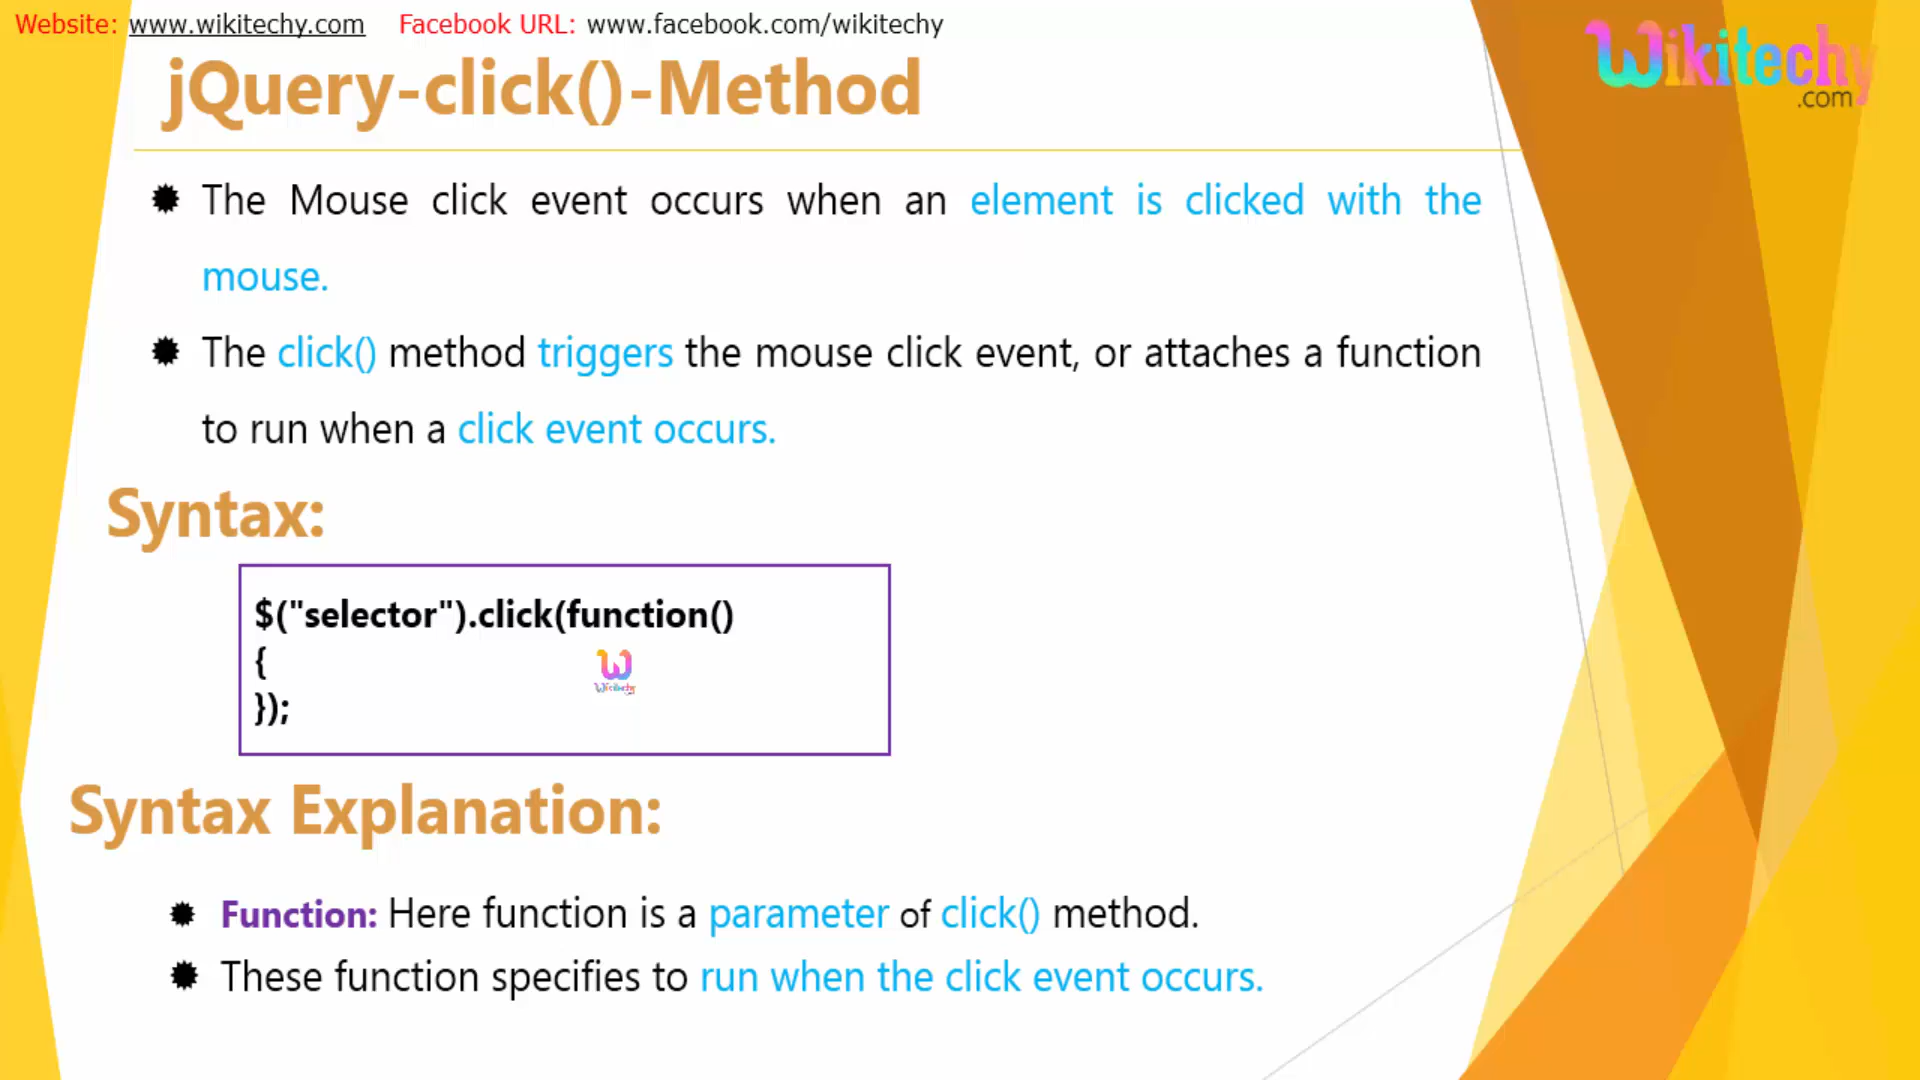 Website: www.wikitechy.com Facebook URL: www.facebook.com/wikitechy
Wikitechy
.com
jQuery-click()-Method
The Mouse click event occurs when an element is clicked with the
mouse.
The click() method triggers the mouse click event, or attaches a function
to run when a click event occurs.
Syntax:
$("selector").click(function()
{
W
Wikitechy
});
Syntax Explanation:
Function: Here function is a parameter of click() method.
These function specifies to run when the click event occurs.